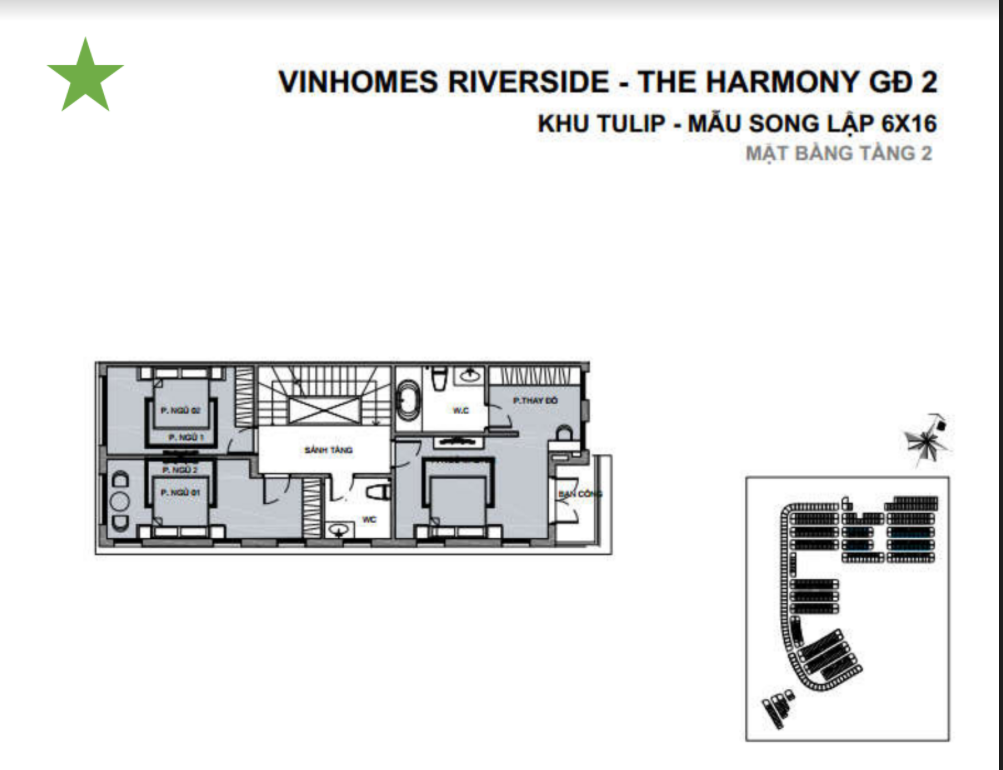 VINHOMES RIVERSIDE - THE HARMONY GĐ 2
KHU TULIP - MẪU SONG LẬP 6X16
MẶT BẰNG TẦNG 2
P. NGỦ 02
P. NGỦ 1
P. NGỦ 2
P. NGỦ 01
SẢNH TẦNG
W.C
P.THAY ĐỒ
WC
BAN CÔNG